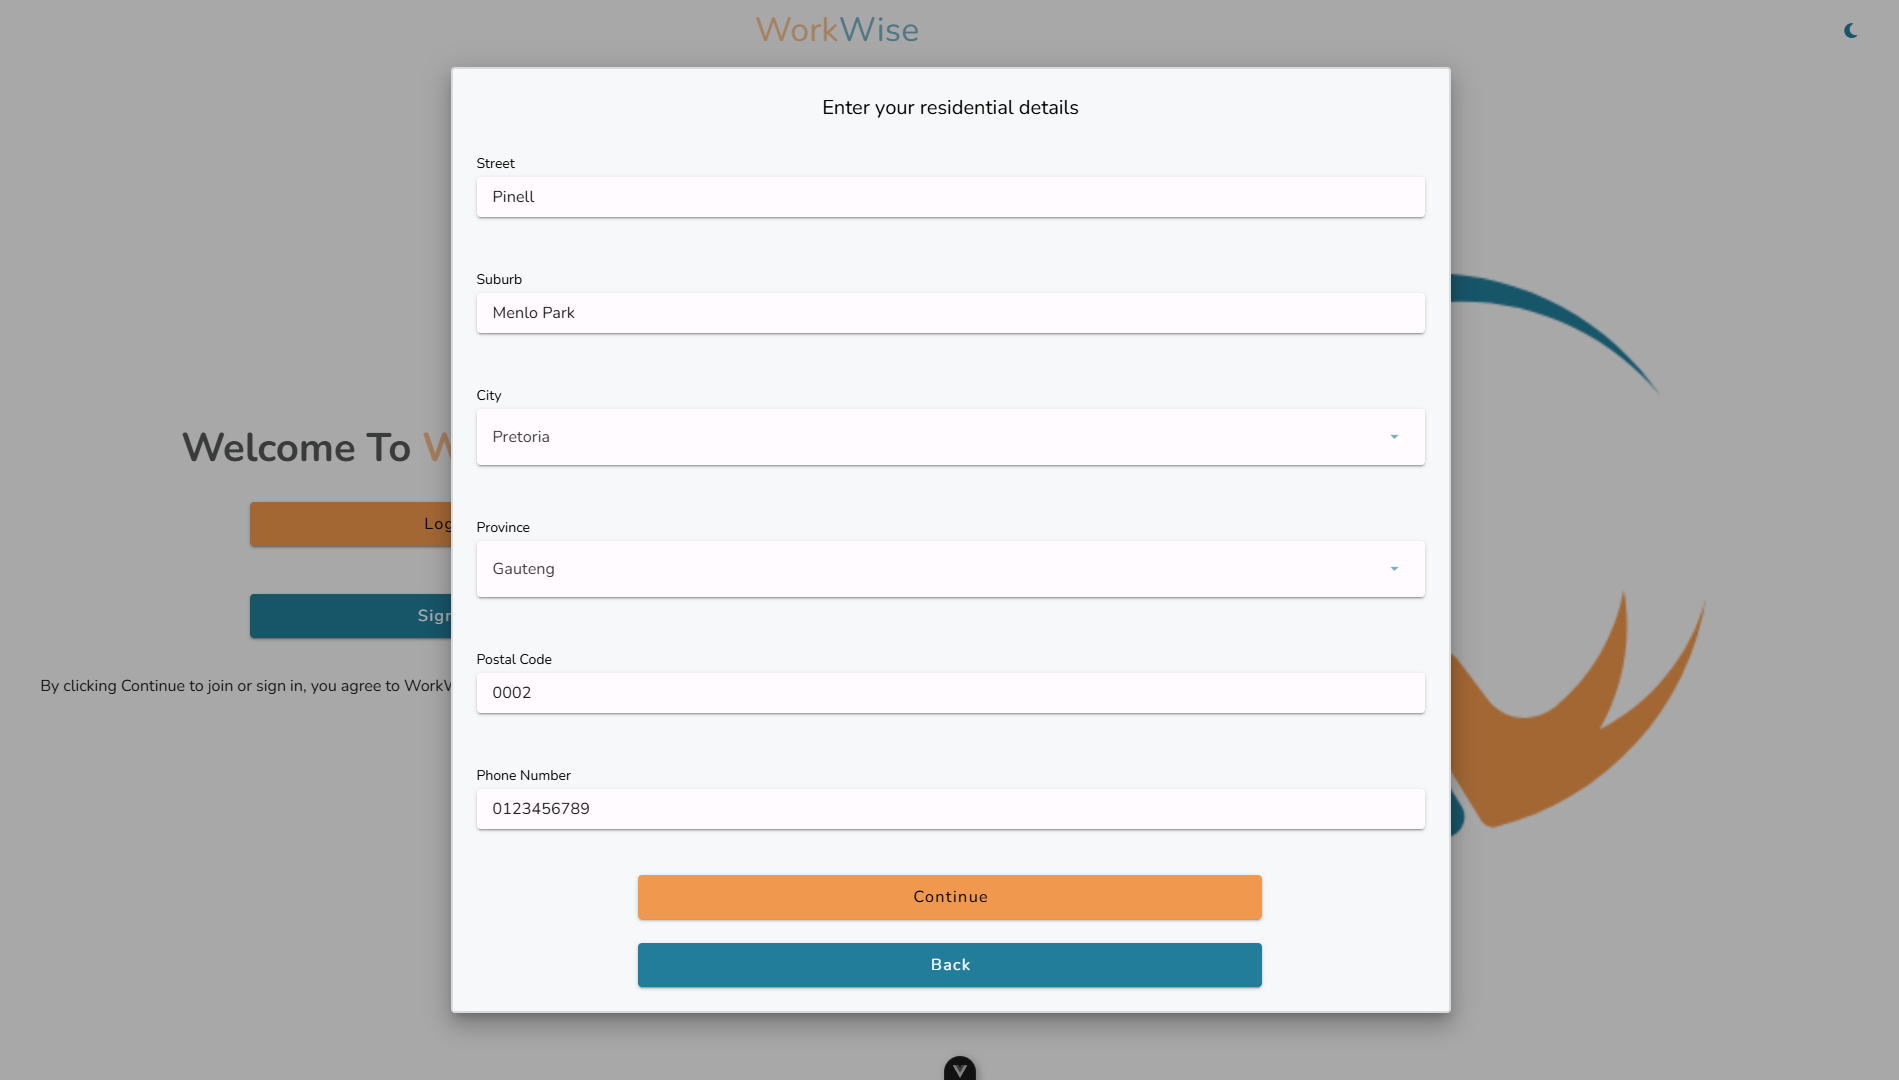 WorkWise
Enter your residential details
Street
Pinell
Suburb
Menlo Park
City
Pretoria
Province
Gauteng
Postal Code
0002
Phone Number
0123456789
Continue
Back
Welcome To W
Log
Sign
By clicking Continue to join or sign in, you agree to WorkW